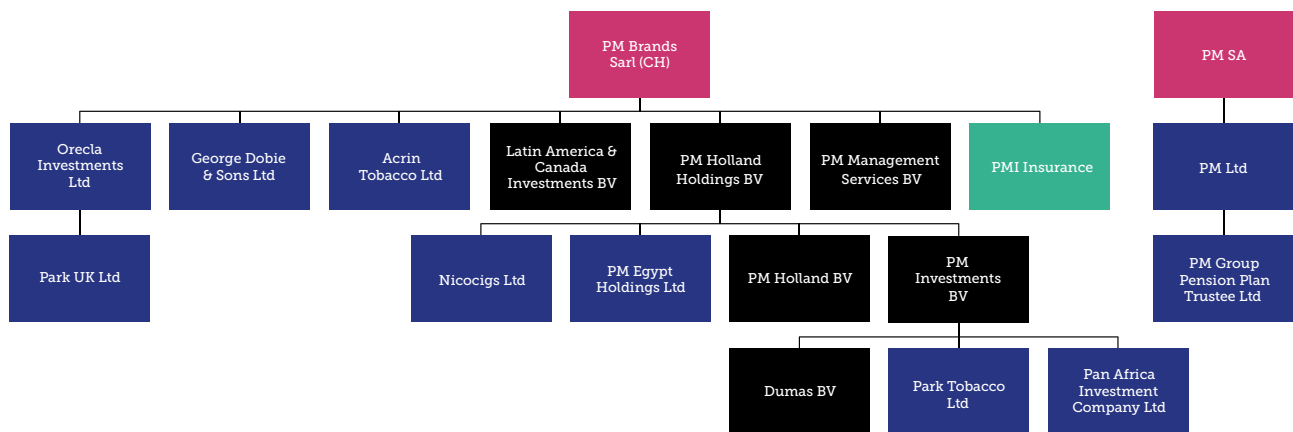 PM Brands
Sarl (CH)
PM SA
Orecla
Investments
Ltd
George Dobie
& Sons Ltd
Acrin
Tobacco Ltd
Latin America &
Canada
Investments BV
PM Holland
Holdings BV
PM Management
Services BV
PMI Insurance
PM Ltd
Park UK Ltd
Nicocigs Ltd
PM Egypt
Holdings Ltd
PM Holland BV
PM
Investments
BV
PM Group
Pension Plan
Trustee Ltd
Dumas BV
Park Tobacco
Ltd
Pan Africa
Investment
Company Ltd